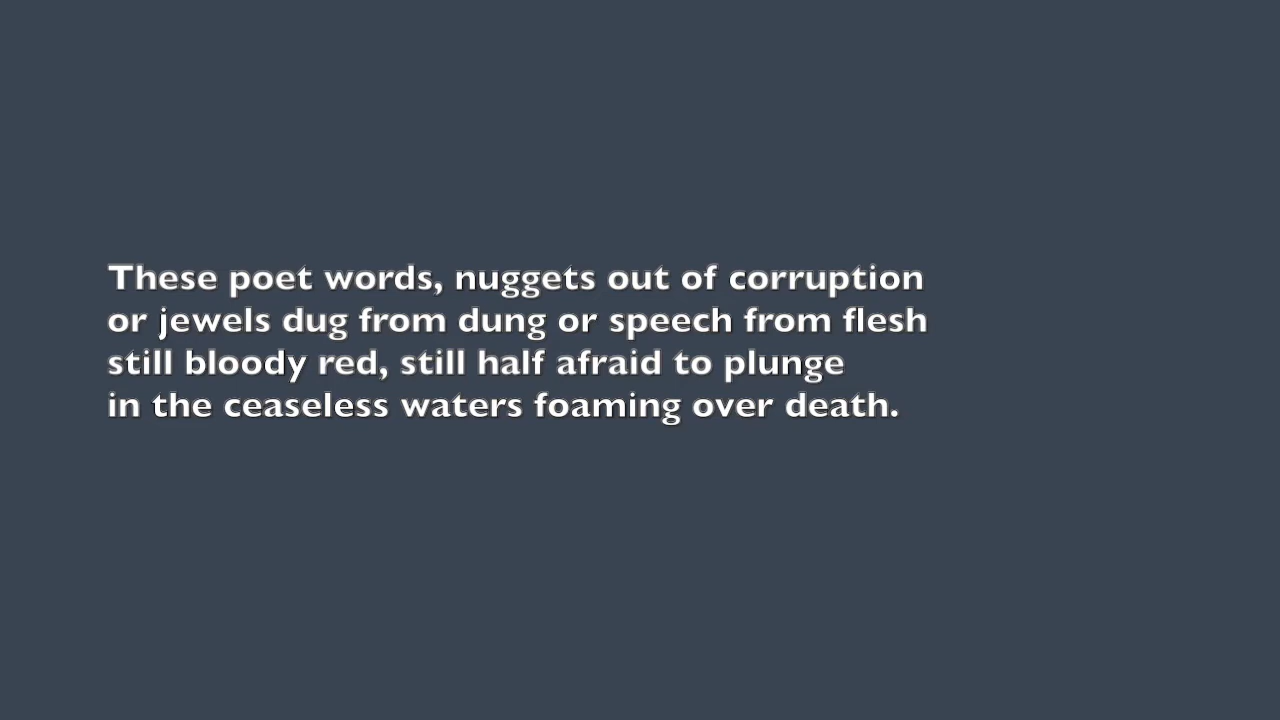 These poet words, nuggets out of corruption
or jewels dug from dung or speech from flesh
still bloody red, still half afraid to plunge
in the ceaseless waters foaming over death.